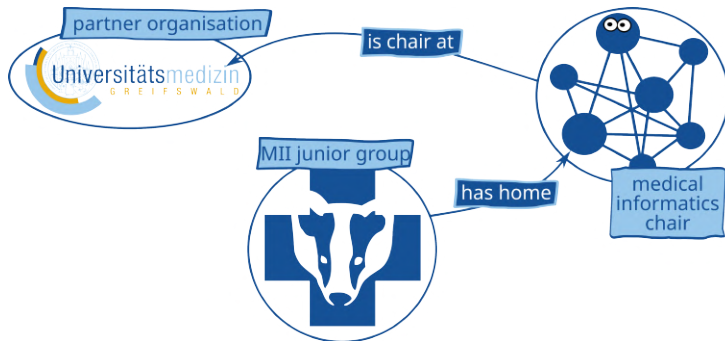 partner organisation
Universitätsmedizin
GREIFSWALD
is chair at
MII junior group
has home
medical
informatics
chair